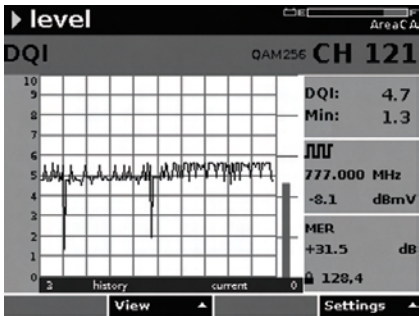 level
E F
AreaCA
DQI QAM256 CH 121
10
9
8
7
6
5
4
3
2
1
0
3 history current 0
DQI: 4.7
Min: 1.3
777.000 MHz
-8.1 dBmV
MER
+31.5 dB
128,4
View Settings